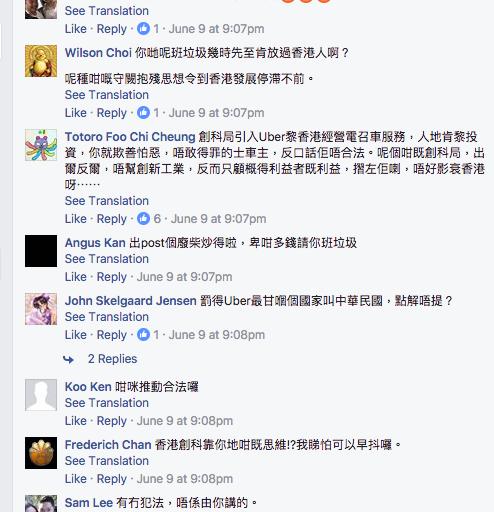 See Translation
Like · Reply · 1 · June 9 at 9:07pm
Wilson Choi 你哋呢班垃圾幾時先至肯放過香港人啊？
呢種咁嘅守闕抱殘思想令到香港發展停滯不前。
See Translation
Like · Reply · 1 · June 9 at 9:07pm
Totoro Foo Chi Cheung 創科局引入Uber黎香港經營電召車服務，人地肯黎投
資，你就欺善怕惡，唔敢得罪的士車主，反口話佢唔合法。呢個咁既創科局，出
爾反爾，唔幫創新工業，反而只顧概得利益者既利益，摺左佢喇，唔好影衰香港
呀⋯⋯
See Translation
Like · Reply · 6 · June 9 at 9:07pm
Angus Kan 出post個廢柴炒得啦，卑咁多錢請你班垃圾
See Translation
Like · Reply · June 9 at 9:07pm
John Skelgaard Jensen 罰得Uber最甘嗰個國家叫中華民國，點解唔提？
See Translation
Like · Reply · 1 · June 9 at 9:08pm
2 Replies
Koo Ken 咁咪推動合法囉
See Translation
Like · Reply · June 9 at 9:08pm
Frederich Chan 香港創科靠你地咁既思維!?我睇怕可以早抖囉。
See Translation
Like · Reply · June 9 at 9:08pm
Sam Lee 有冇犯法，唔係由你講的。